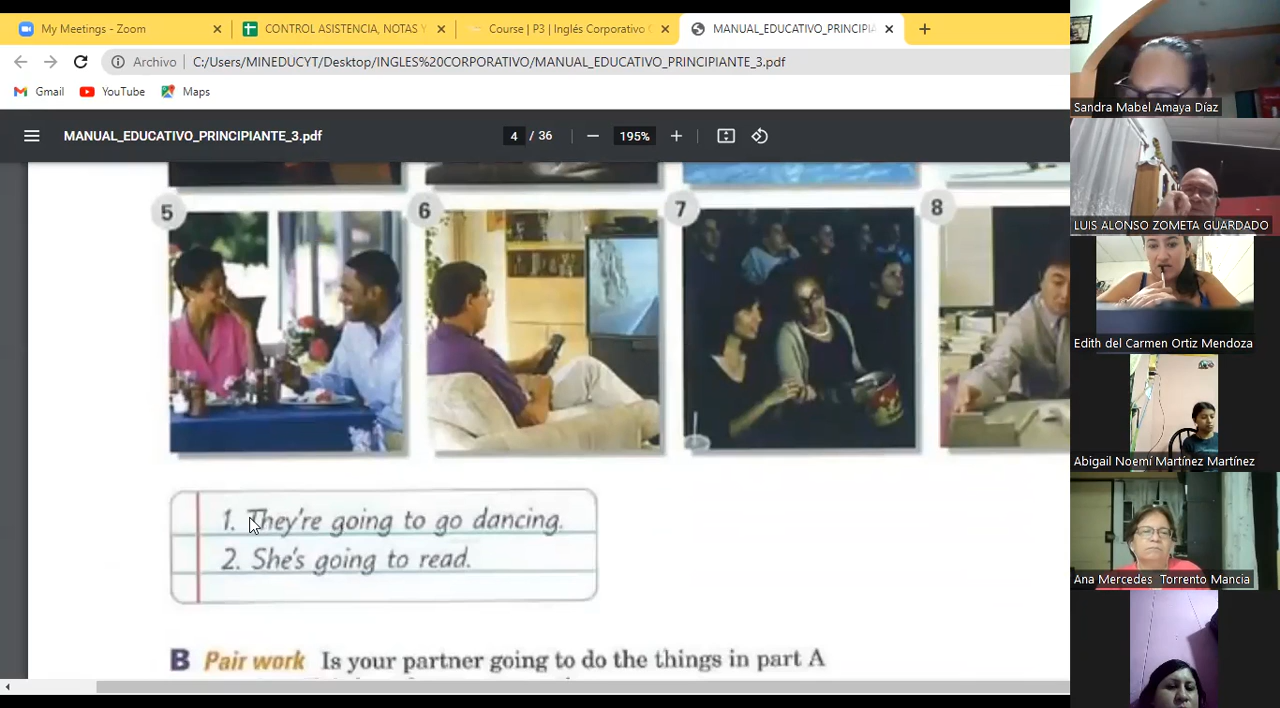 My Meetings - Zoom
CONTROL ASISTENCIA, NOTAS Y
Course | P3 | Inglés Corporativo
MANUAL_EDUCATIVO_PRINCIPIA
Archivo
C:/Users/MINEDUCYT/Desktop/INGLES%20CORPORATIVO/MANUAL_EDUCATIVO_PRINCIPIANTE_3.pdf
Gmail
YouTube
Maps
MANUAL_EDUCATIVO_PRINCIPIANTE_3.pdf
4 / 36
195%
5
6
7
8
1. They're going to go dancing.
2. She's going to read.
B Pair work Is your partner going to do the things in part A
Sandra Mabel Amaya Díaz
LUIS ALONSO ZOMETA GUARDADO
Edith del Carmen Ortiz Mendoza
Abigail Noemí Martínez Martínez
Ana Mercedes Torrento Mancia